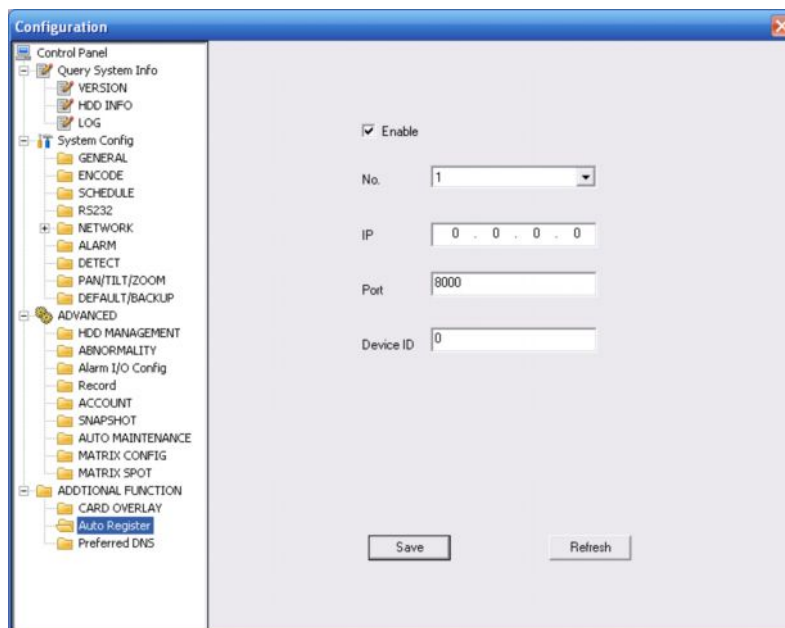 Configuration
Control Panel
Query System Info
VERSION
HDD INFO
LOG
System Config
GENERAL
ENCODE
SCHEDULE
RS232
NETWORK
ALARM
DETECT
PAN/TILT/ZOOM
DEFAULT/BACKUP
ADVANCED
HDD MANAGEMENT
ABNORMALITY
Alarm I/O Config
Record
ACCOUNT
SNAPSHOT
AUTO MAINTENANCE
MATRIX CONFIG
MATRIX SPOT
ADDTIONAL FUNCTION
CARD OVERLAY
Auto Register
Preferred DNS
Enable
No. 1
IP 0 . 0 . 0 . 0
Port 8000
Device ID 0
Save Refresh